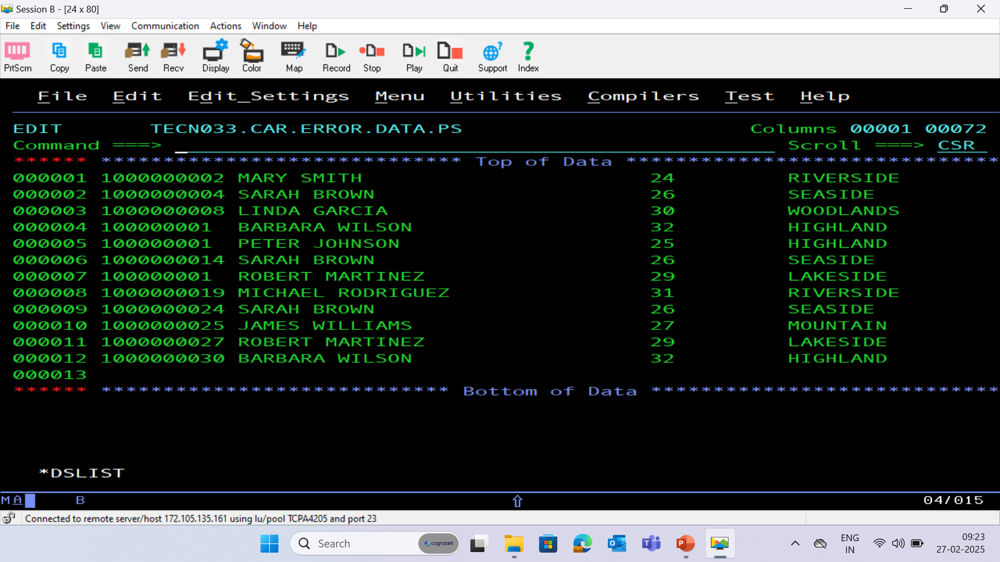 Session B - [24 x 80]
File Edit Settings View Communication Actions Window Help
PrtScrn Copy Paste Send Recv Display Color Map Record Stop Play Quit Support Index
File Edit Edit_Settings Menu Utilities Compilers Test Help
EDIT TECN033.CAR.ERROR.DATA.PS Columns 00001 00072
Command ===> Scroll ===> CSR
****** ***************************** Top of Data ******************************
000001 1000000002 MARY SMITH 24 RIVERSIDE
000002 1000000004 SARAH BROWN 26 SEASIDE
000003 1000000008 LINDA GARCIA 30 WOODLANDS
000004 100000001 BARBARA WILSON 32 HIGHLAND
000005 100000001 PETER JOHNSON 25 HIGHLAND
000006 1000000014 SARAH BROWN 26 SEASIDE
000007 100000001 ROBERT MARTINEZ 29 LAKESIDE
000008 1000000019 MICHAEL RODRIGUEZ 31 RIVERSIDE
000009 1000000024 SARAH BROWN 26 SEASIDE
000010 1000000025 JAMES WILLIAMS 27 MOUNTAIN
000011 1000000027 ROBERT MARTINEZ 29 LAKESIDE
000012 1000000030 BARBARA WILSON 32 HIGHLAND
000013
****** **************************** Bottom of Data ****************************
*DSLIST
MA B 04/015
Connected to remote server/host 172.105.135.161 using lu/pool TCPA4205 and port 23
Search cognizant ENG 09:23
IN 27-02-2025